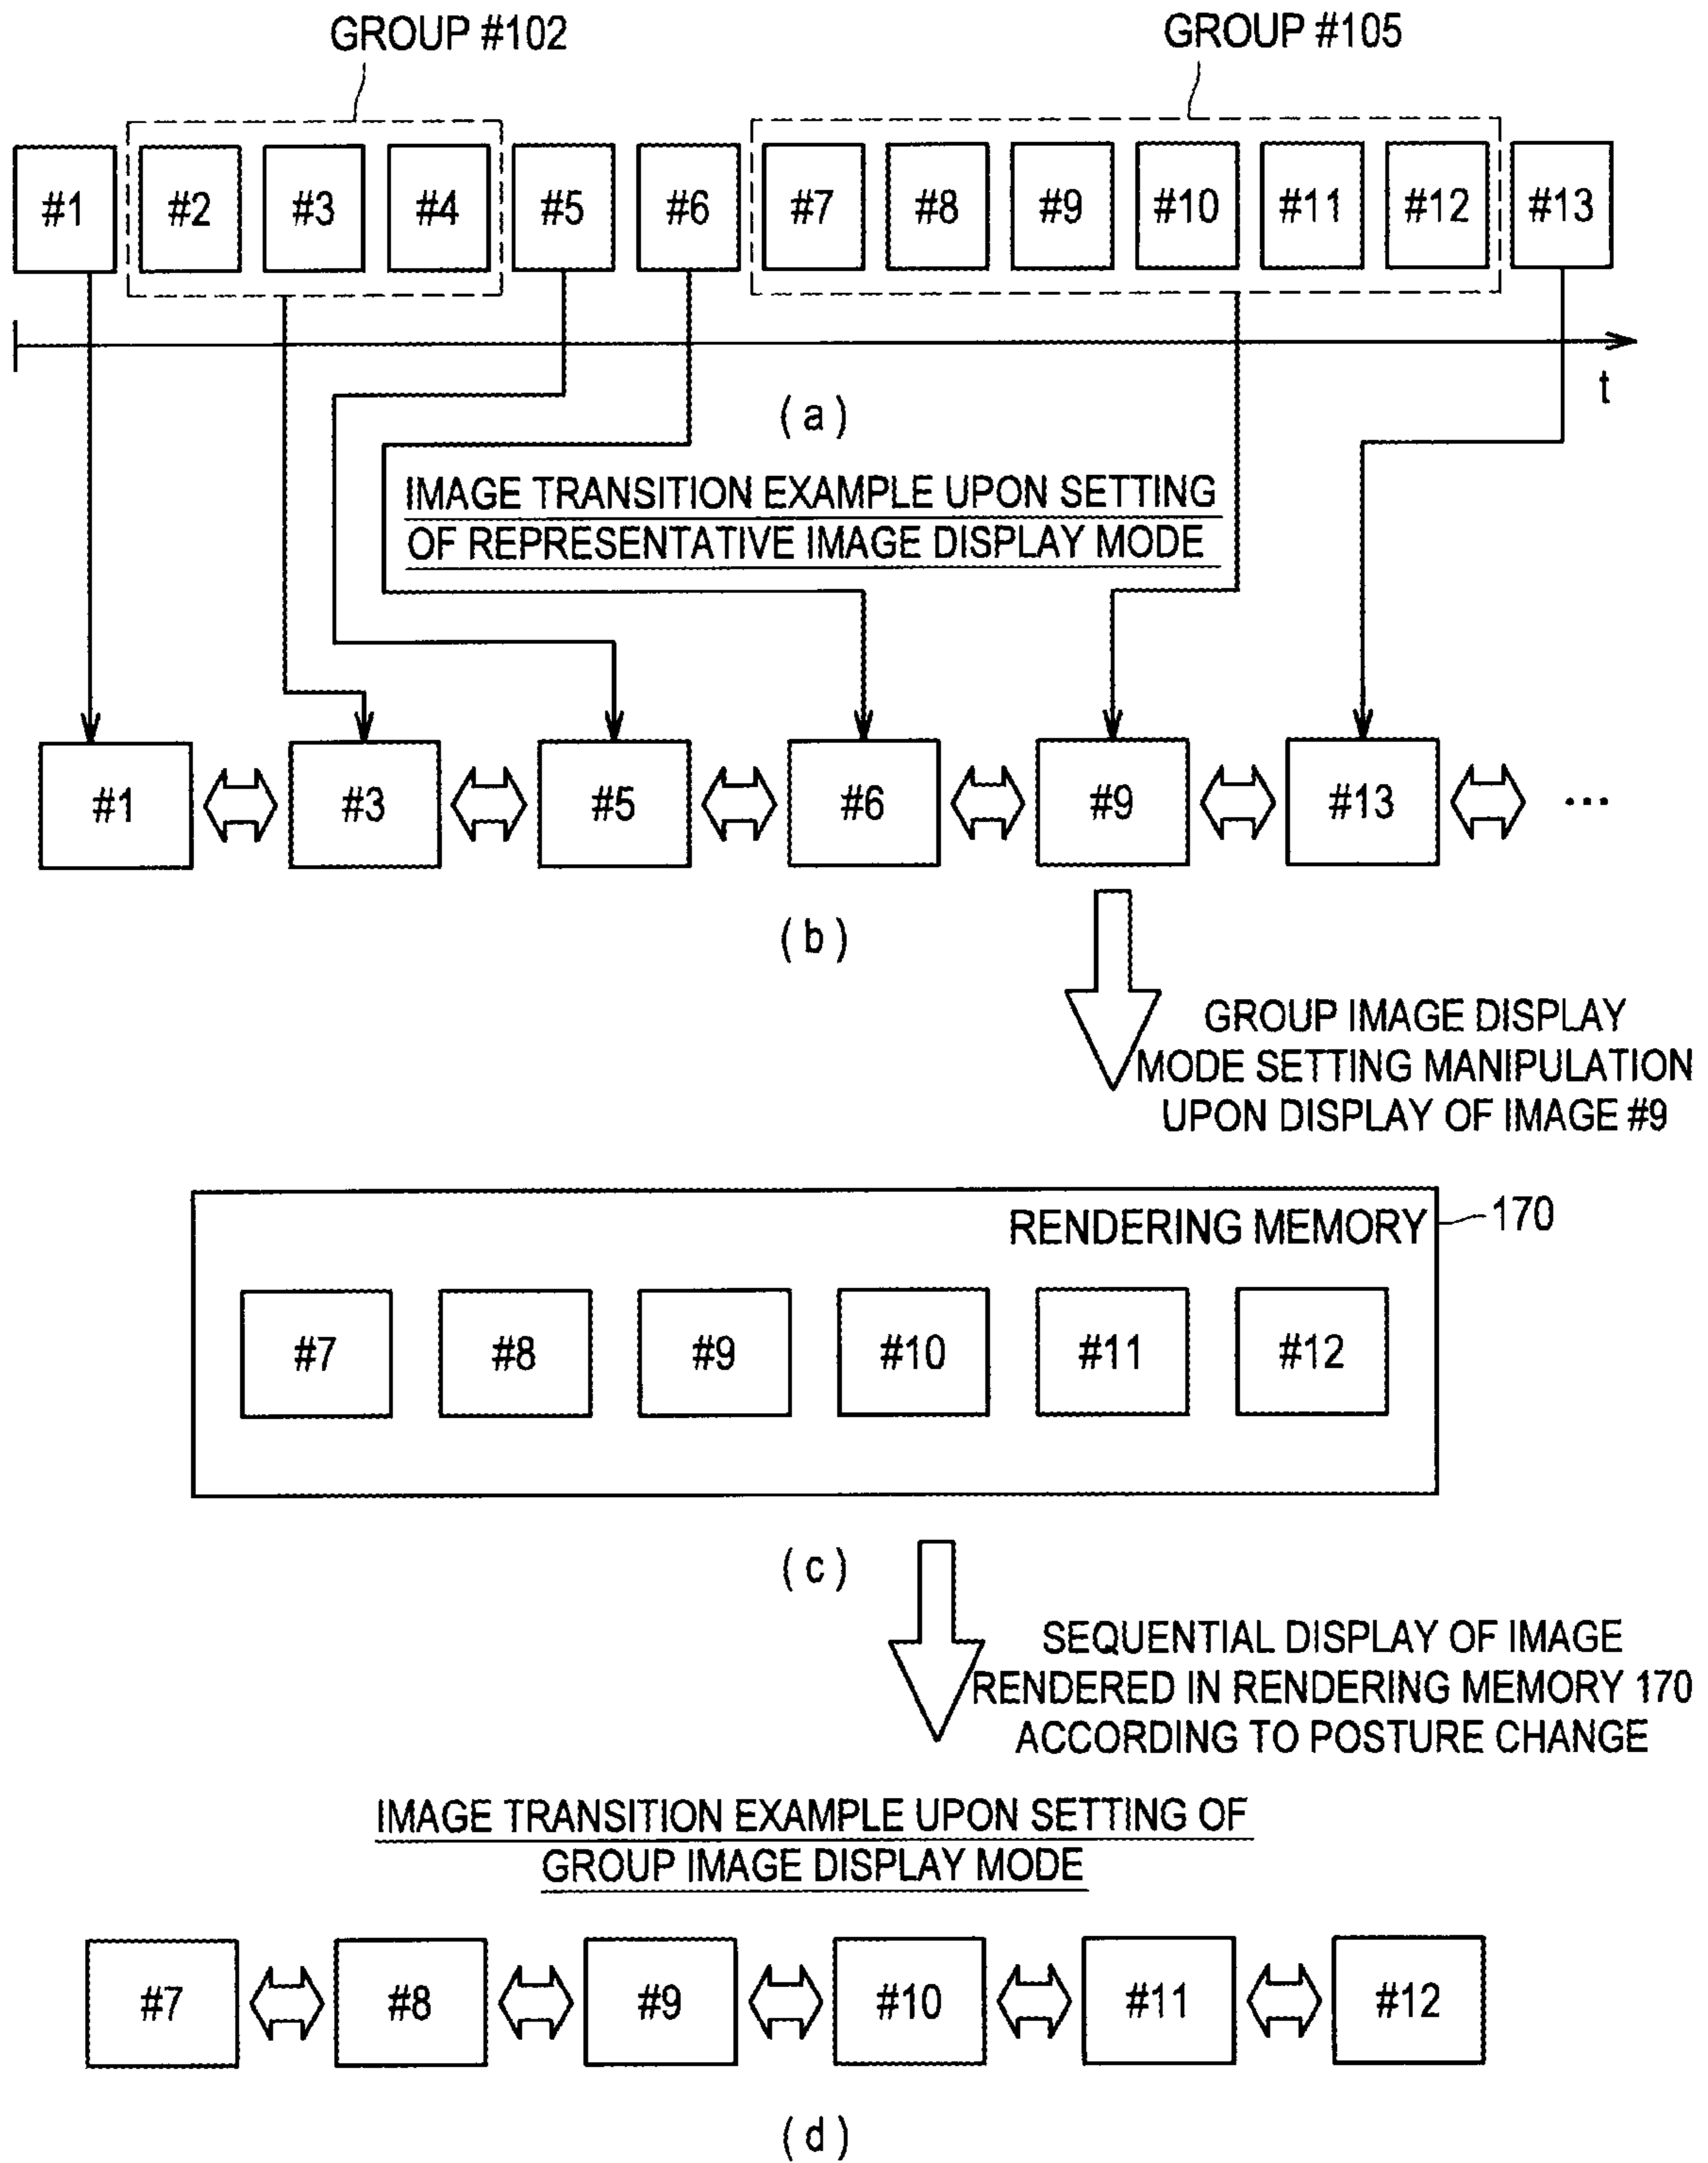 GROUP #102 GROUP #105
#1 #2 #3 #4 #5 #6 #7 #8 #9 #10 #11 #12 #13
t
(a)
IMAGE TRANSITION EXAMPLE UPON SETTING
OF REPRESENTATIVE IMAGE DISPLAY MODE
#1 #3 #5 #6 #9 #13 ...
(b)
GROUP IMAGE DISPLAY
MODE SETTING MANIPULATION
UPON DISPLAY OF IMAGE #9
RENDERING MEMORY 170
#7 #8 #9 #10 #11 #12
(c)
SEQUENTIAL DISPLAY OF IMAGE
RENDERED IN RENDERING MEMORY 170
ACCORDING TO POSTURE CHANGE
IMAGE TRANSITION EXAMPLE UPON SETTING OF
GROUP IMAGE DISPLAY MODE
#7 #8 #9 #10 #11 #12
(d)